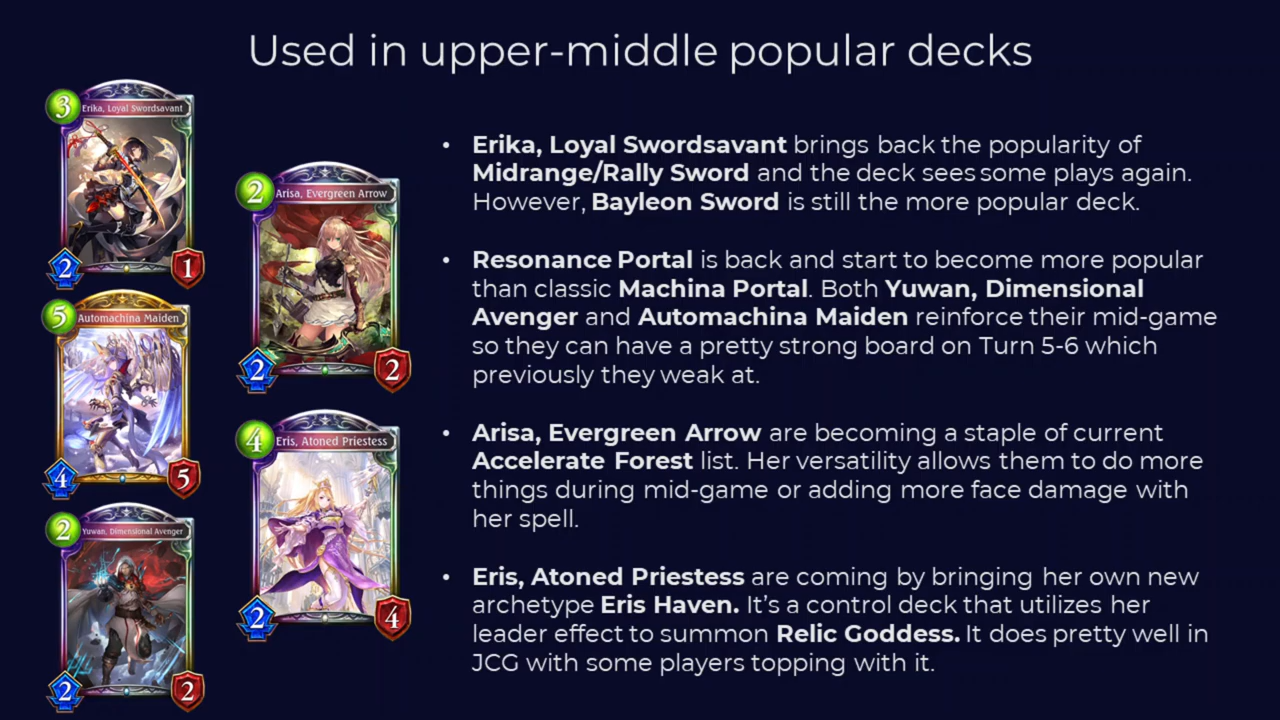 Used in upper-middle popular decks
3
Erika, Loyal Swordsavant
2
1
5
Automachina Maiden
4
5
2
Yuwan, Dimensional Avenger
2
2
2
Arisa, Evergreen Arrow
2
2
4
Eris, Atoned Priestess
2
4
• Erika, Loyal Swordsavant brings back the popularity of
Midrange/Rally Sword and the deck sees some plays again.
However, Bayleon Sword is still the more popular deck.
• Resonance Portal is back and start to become more popular
than classic Machina Portal. Both Yuwan, Dimensional
Avenger and Automachina Maiden reinforce their mid-game
so they can have a pretty strong board on Turn 5-6 which
previously they weak at.
• Arisa, Evergreen Arrow are becoming a staple of current
Accelerate Forest list. Her versatility allows them to do more
things during mid-game or adding more face damage with
her spell.
• Eris, Atoned Priestess are coming by bringing her own new
archetype Eris Haven. It’s a control deck that utilizes her
leader effect to summon Relic Goddess. It does pretty well in
JCG with some players topping with it.